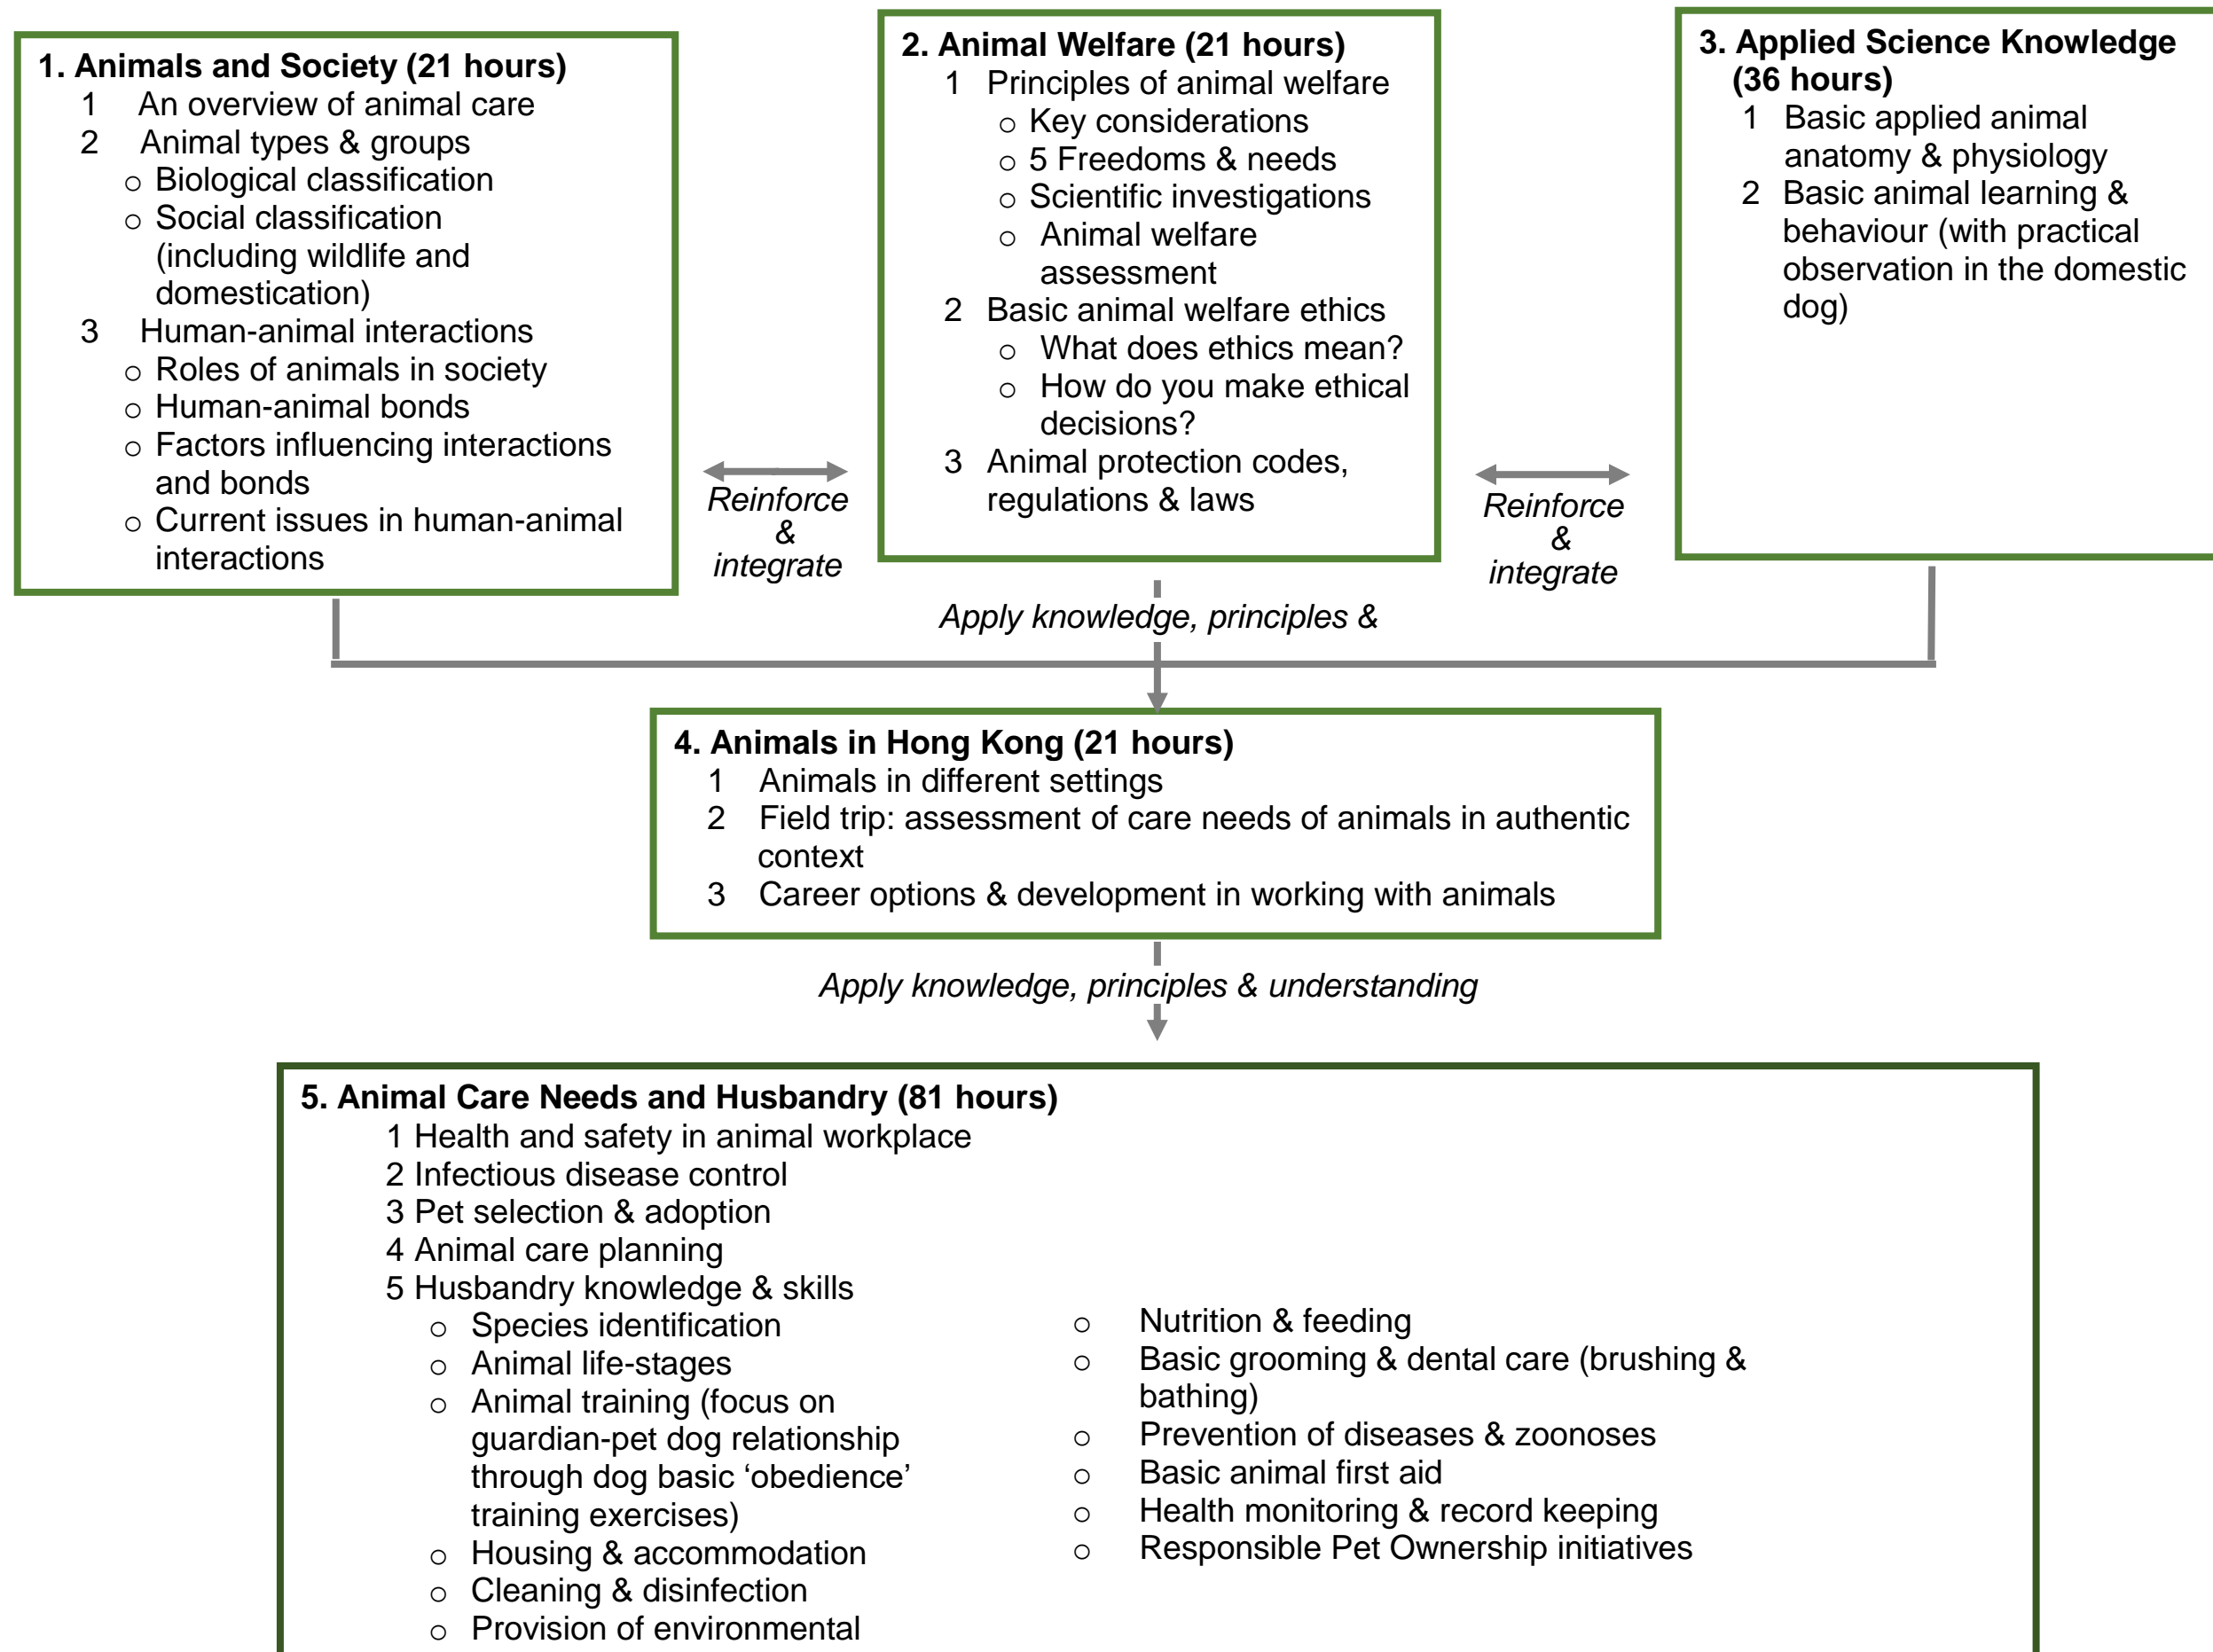 1. Animals and Society (21 hours)
1 An overview of animal care
2 Animal types & groups
o Biological classification
o Social classification
(including wildlife and
domestication)
3 Human-animal interactions
o Roles of animals in society
o Human-animal bonds
o Factors influencing interactions
and bonds
o Current issues in human-animal
interactions
Reinforce
&
integrate
2. Animal Welfare (21 hours)
1 Principles of animal welfare
o Key considerations
o 5 Freedoms & needs
o Scientific investigations
o Animal welfare
assessment
2 Basic animal welfare ethics
o What does ethics mean?
o How do you make ethical
decisions?
3 Animal protection codes,
regulations & laws
Reinforce
&
integrate
3. Applied Science Knowledge
(36 hours)
1 Basic applied animal
anatomy & physiology
2 Basic animal learning &
behaviour (with practical
observation in the domestic
dog)
Apply knowledge, principles &
4. Animals in Hong Kong (21 hours)
1 Animals in different settings
2 Field trip: assessment of care needs of animals in authentic
context
3 Career options & development in working with animals
Apply knowledge, principles & understanding
5. Animal Care Needs and Husbandry (81 hours)
1 Health and safety in animal workplace
2 Infectious disease control
3 Pet selection & adoption
4 Animal care planning
5 Husbandry knowledge & skills
o Species identification
o Animal life-stages
o Animal training (focus on
guardian-pet dog relationship
through dog basic ‘obedience’
training exercises)
o Housing & accommodation
o Cleaning & disinfection
o Provision of environmental
o Nutrition & feeding
o Basic grooming & dental care (brushing &
bathing)
o Prevention of diseases & zoonoses
o Basic animal first aid
o Health monitoring & record keeping
o Responsible Pet Ownership initiatives